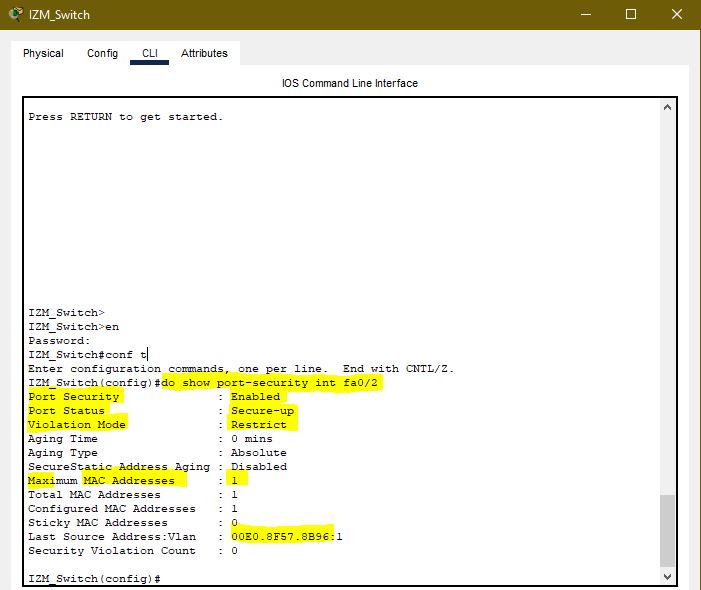 IZM_Switch
Physical Config CLI Attributes
IOS Command Line Interface
Press RETURN to get started.
IZM_Switch>
IZM_Switch>en
Password:
IZM_Switch#conf t
Enter configuration commands, one per line.  End with CNTL/Z.
IZM_Switch(config)#do show port-security int fa0/2
Port Security              : Enabled
Port Status                : Secure-up
Violation Mode             : Restrict
Aging Time                 : 0 mins
Aging Type                 : Absolute
SecureStatic Address Aging : Disabled
Maximum MAC Addresses      : 1
Total MAC Addresses        : 1
Configured MAC Addresses   : 1
Sticky MAC Addresses       : 0
Last Source Address:Vlan   : 00E0.8F57.8B96:1
Security Violation Count   : 0
IZM_Switch(config)#